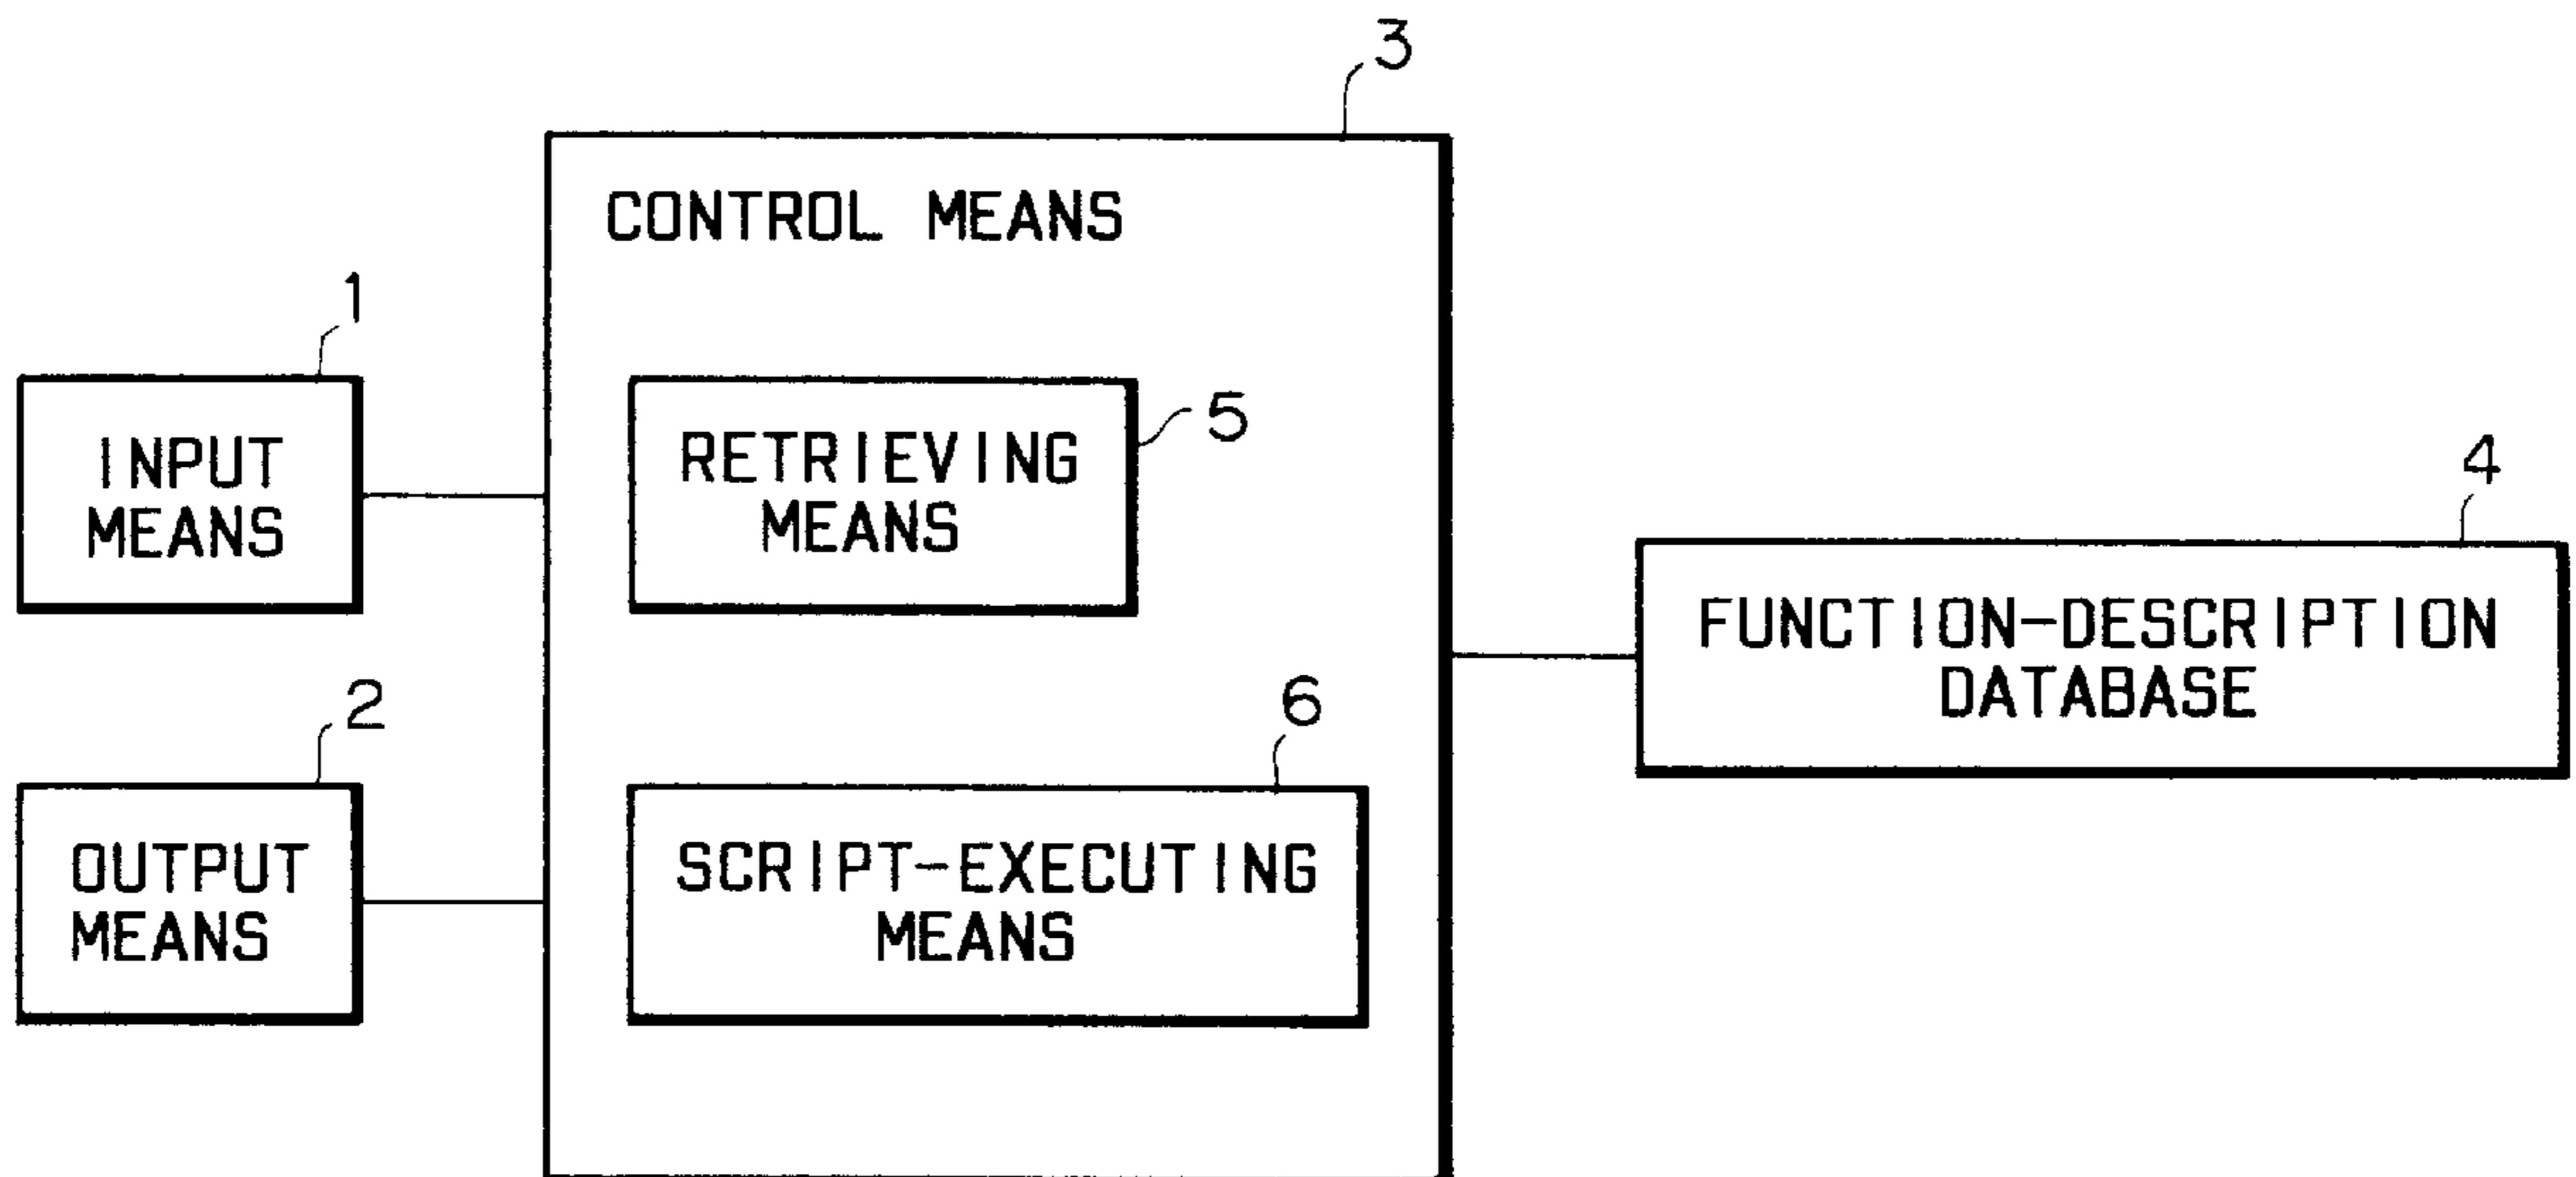 3
CONTROL MEANS
1
INPUT
MEANS
RETRIEVING
MEANS
5
4
FUNCTION-DESCRIPTION
DATABASE
2
OUTPUT
MEANS
6
SCRIPT-EXECUTING
MEANS